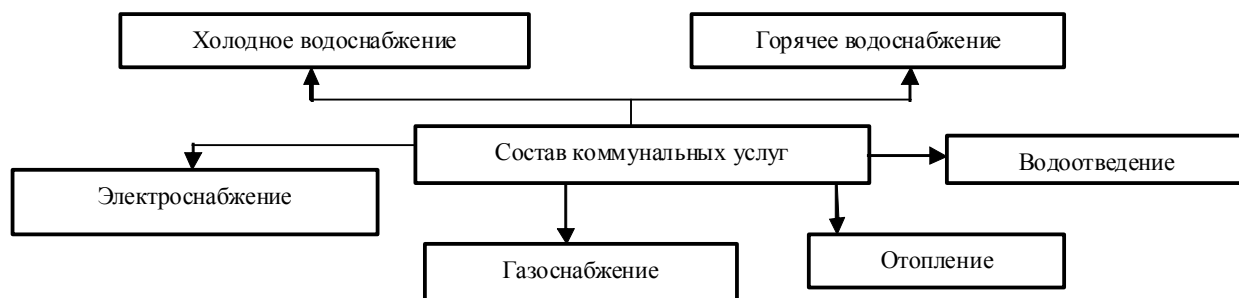 Холодное водоснабжение
Горячее водоснабжение
Состав коммунальных услуг
Водоотведение
Электроснабжение
Газоснабжение
Отопление